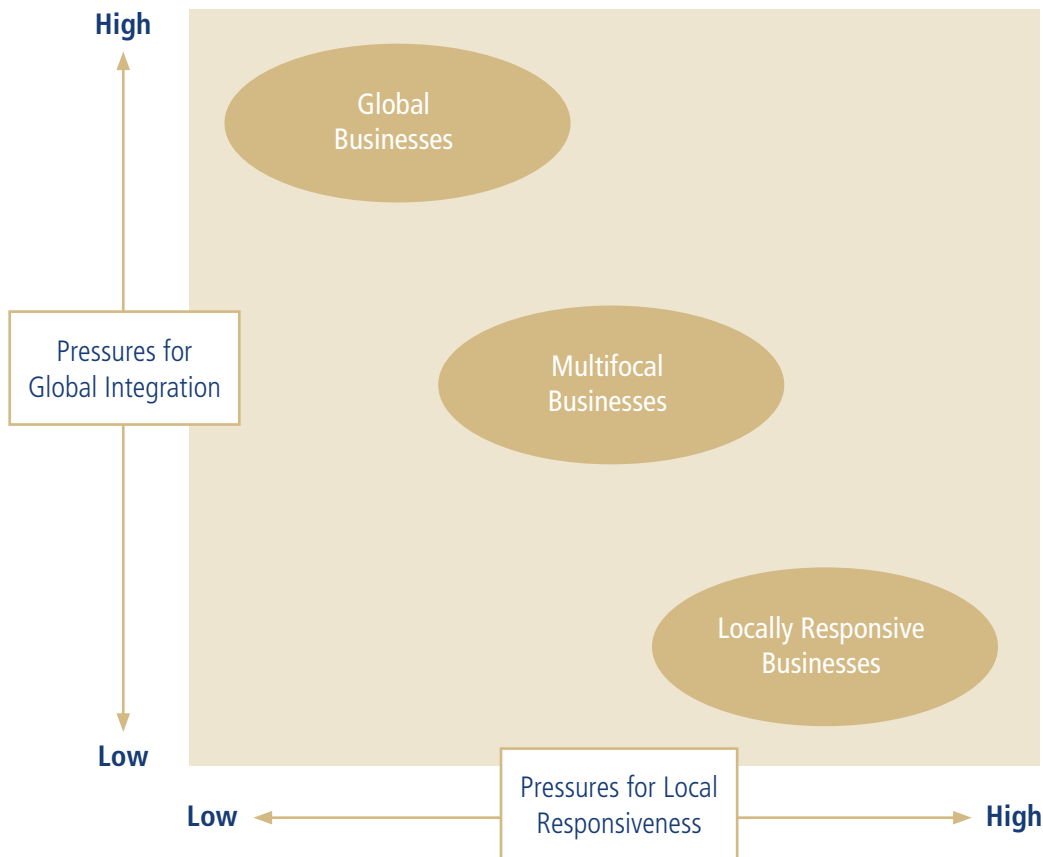 High
Global
Businesses
Pressures for
Global Integration
Multifocal
Businesses
Locally Responsive
Businesses
Low
Low
Pressures for Local
Responsiveness
High